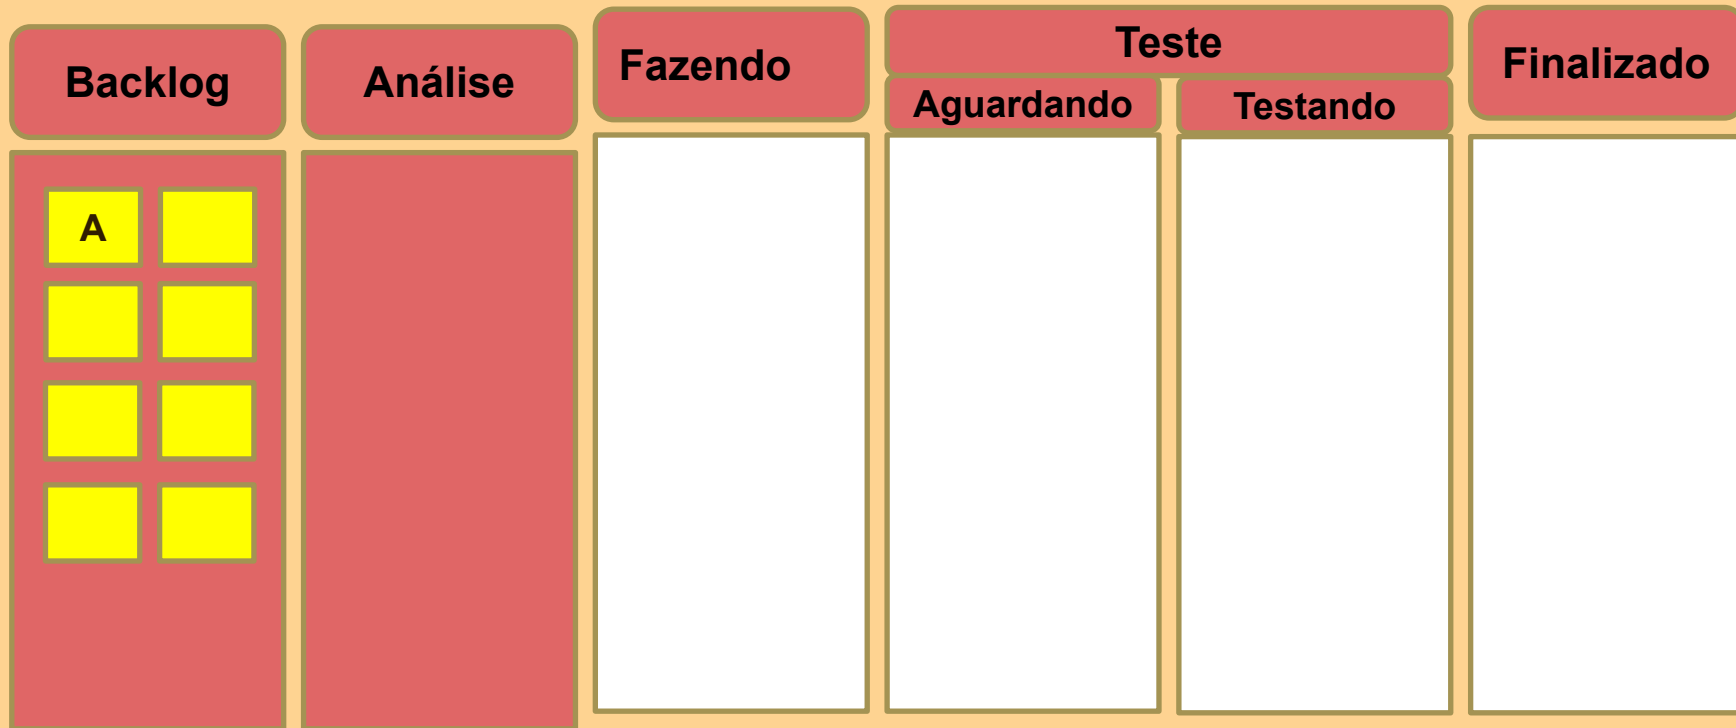 Backlog
Análise
Fazendo
Teste
Aguardando
Testando
Finalizado
A